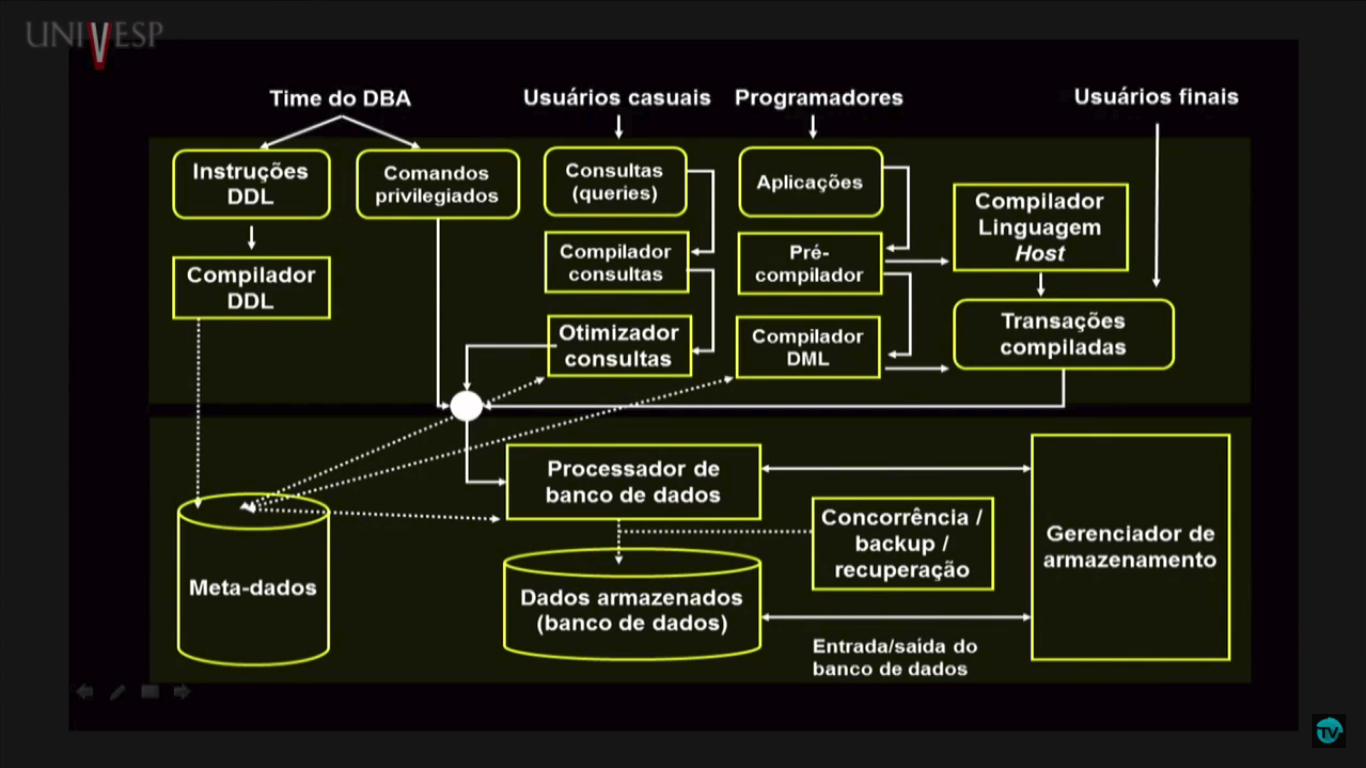 UNIVESP
Time do DBA
Usuários casuais
Programadores
Usuários finais
Instruções
DDL
Comandos
privilegiados
Consultas
(queries)
Aplicações
Compilador
Linguagem
Host
Compilador
DDL
Compilador
consultas
Pré-
compilador
Otimizador
consultas
Compilador
DML
Transações
compiladas
Processador de
banco de dados
Concorrência /
backup /
recuperação
Gerenciador de
armazenamento
Meta-dados
Dados armazenados
(banco de dados)
Entrada/saída do
banco de dados
TV